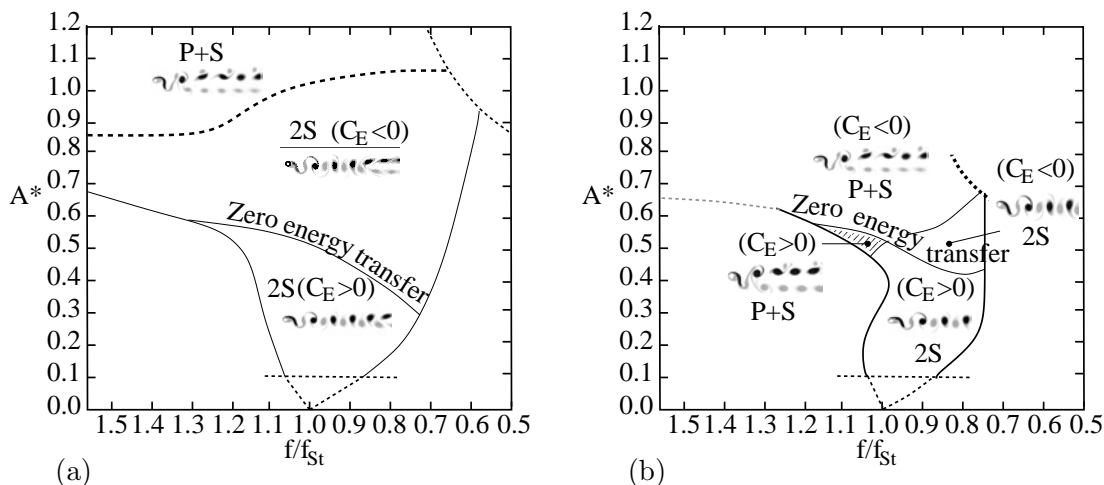 1.2
P+S
1.1
1.0
0.9
2S (C_E<0)
0.8
0.7
A*
0.6
Zero energy transfer
0.5
0.4
2S(C_E>0)
0.3
0.2
0.1
0.0
1.5 1.4 1.3 1.2 1.1 1.0 0.9 0.8 0.7 0.6 0.5
f/f_St
(a)
1.2
1.1
1.0
0.9
(C_E<0)
0.8
(C_E<0)
0.7
P+S
A*
0.6
Zero energy
2S
(C_E>0)
0.5
transfer
0.4
(C_E>0)
0.3
P+S
0.2
2S
0.1
0.0
1.5 1.4 1.3 1.2 1.1 1.0 0.9 0.8 0.7 0.6 0.5
f/f_St
(b)